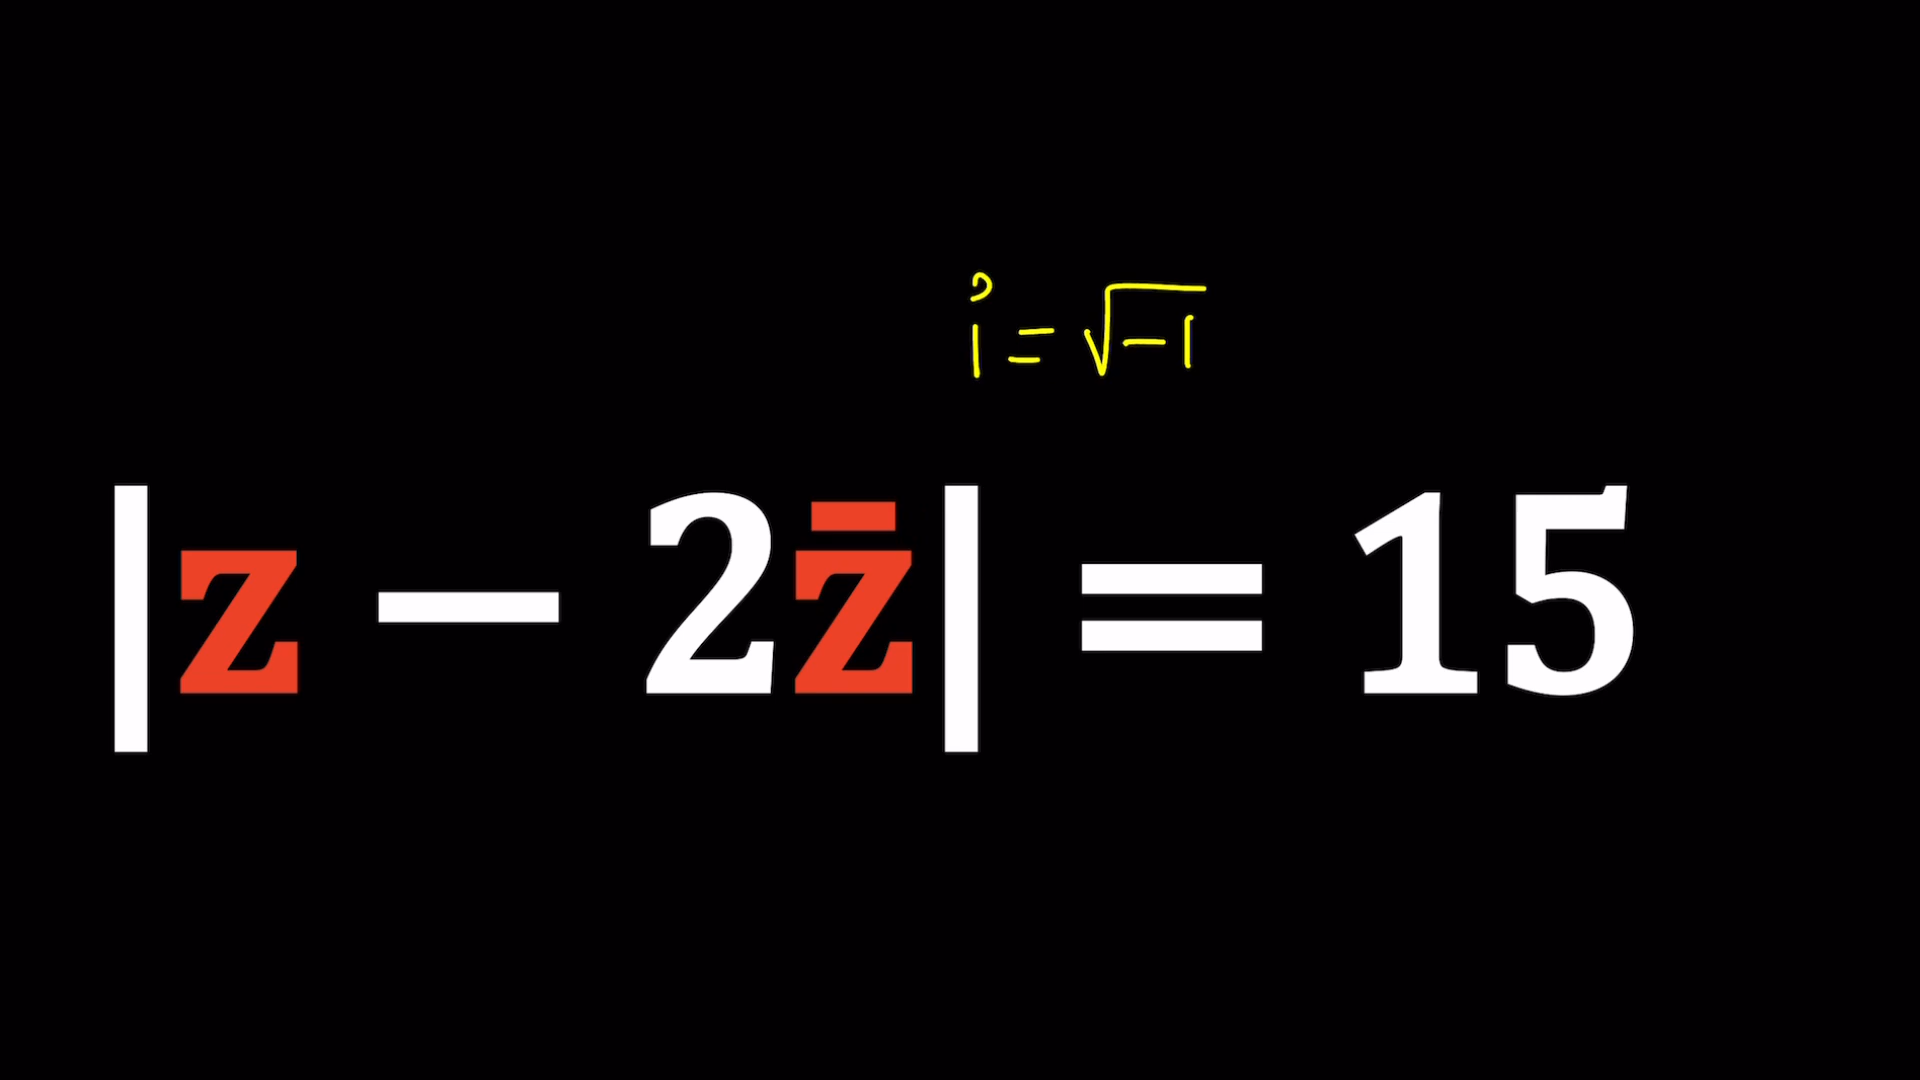 i = √-1
|z − 2z̄| = 15